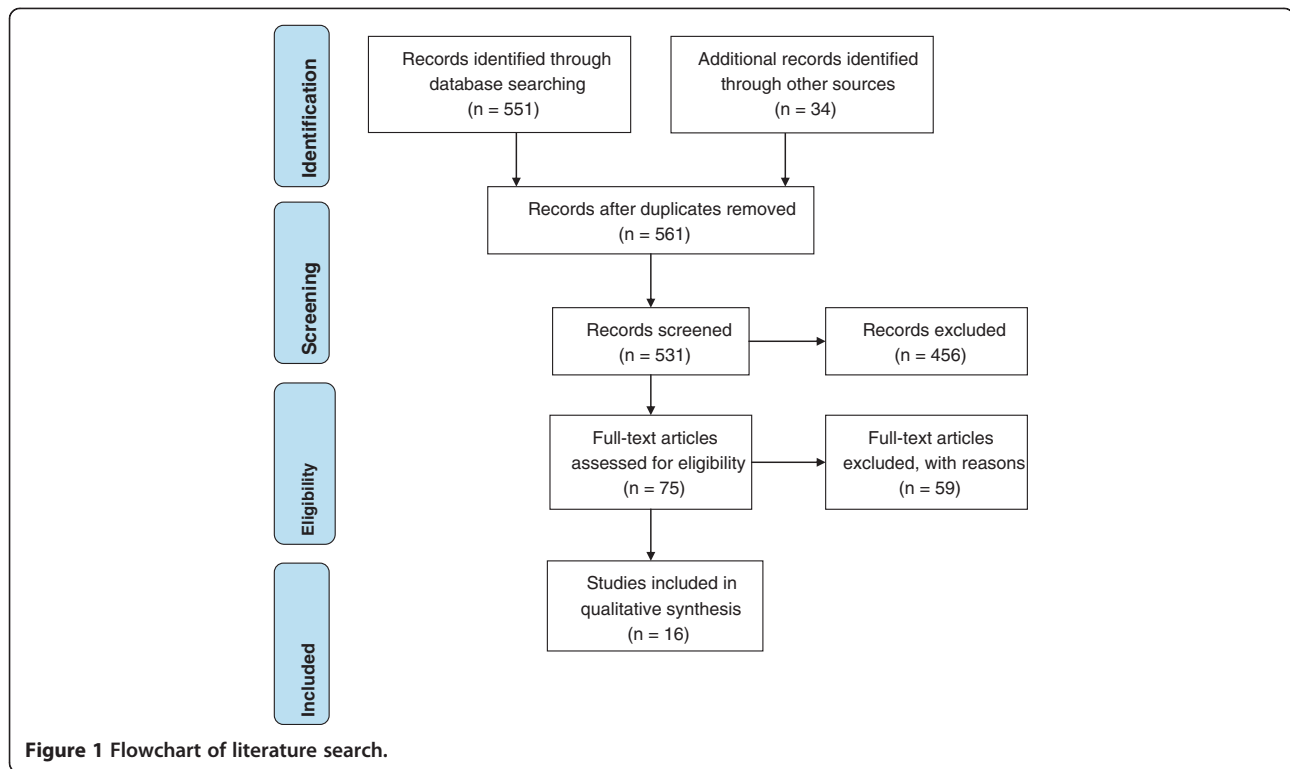 Identification
Records identified through
database searching
(n = 551)
Additional records identified
through other sources
(n = 34)
Screening
Records after duplicates removed
(n = 561)
Records screened
(n = 531)
Records excluded
(n = 456)
Eligibility
Full-text articles
assessed for eligibility
(n = 75)
Full-text articles
excluded, with reasons
(n = 59)
Included
Studies included in
qualitative synthesis
(n = 16)
Figure 1 Flowchart of literature search.